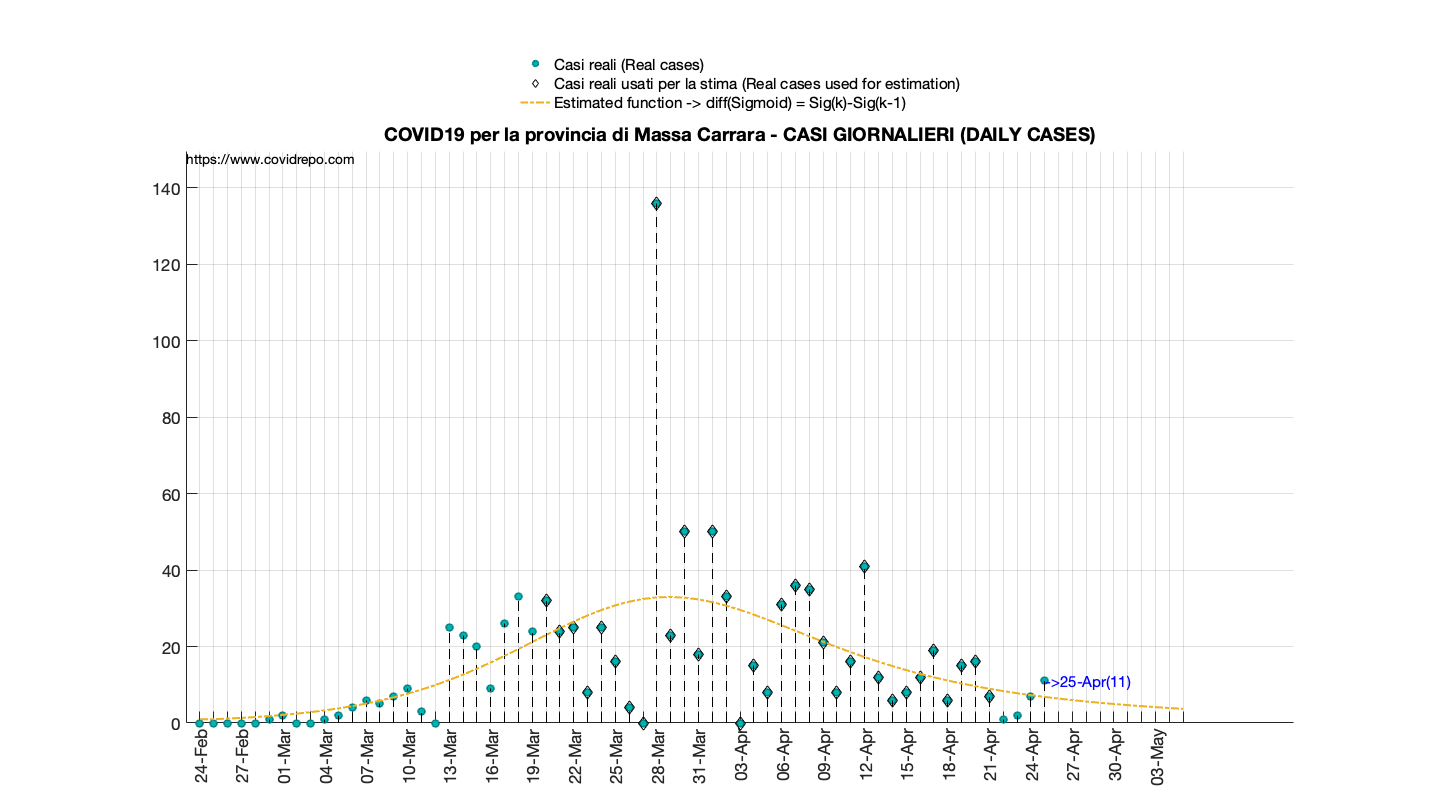 Casi reali (Real cases)
Casi reali usati per la stima (Real cases used for estimation)
Estimated function -> diff(Sigmoid) = Sig(k)-Sig(k-1)
COVID19 per la provincia di Massa Carrara - CASI GIORNALIERI (DAILY CASES)
https://www.covidrepo.com
140
120
100
80
60
40
20
0
->25-Apr(11)
24-Feb
27-Feb
01-Mar
04-Mar
07-Mar
10-Mar
13-Mar
16-Mar
19-Mar
22-Mar
25-Mar
28-Mar
31-Mar
03-Apr
06-Apr
09-Apr
12-Apr
15-Apr
18-Apr
21-Apr
24-Apr
27-Apr
30-Apr
03-May